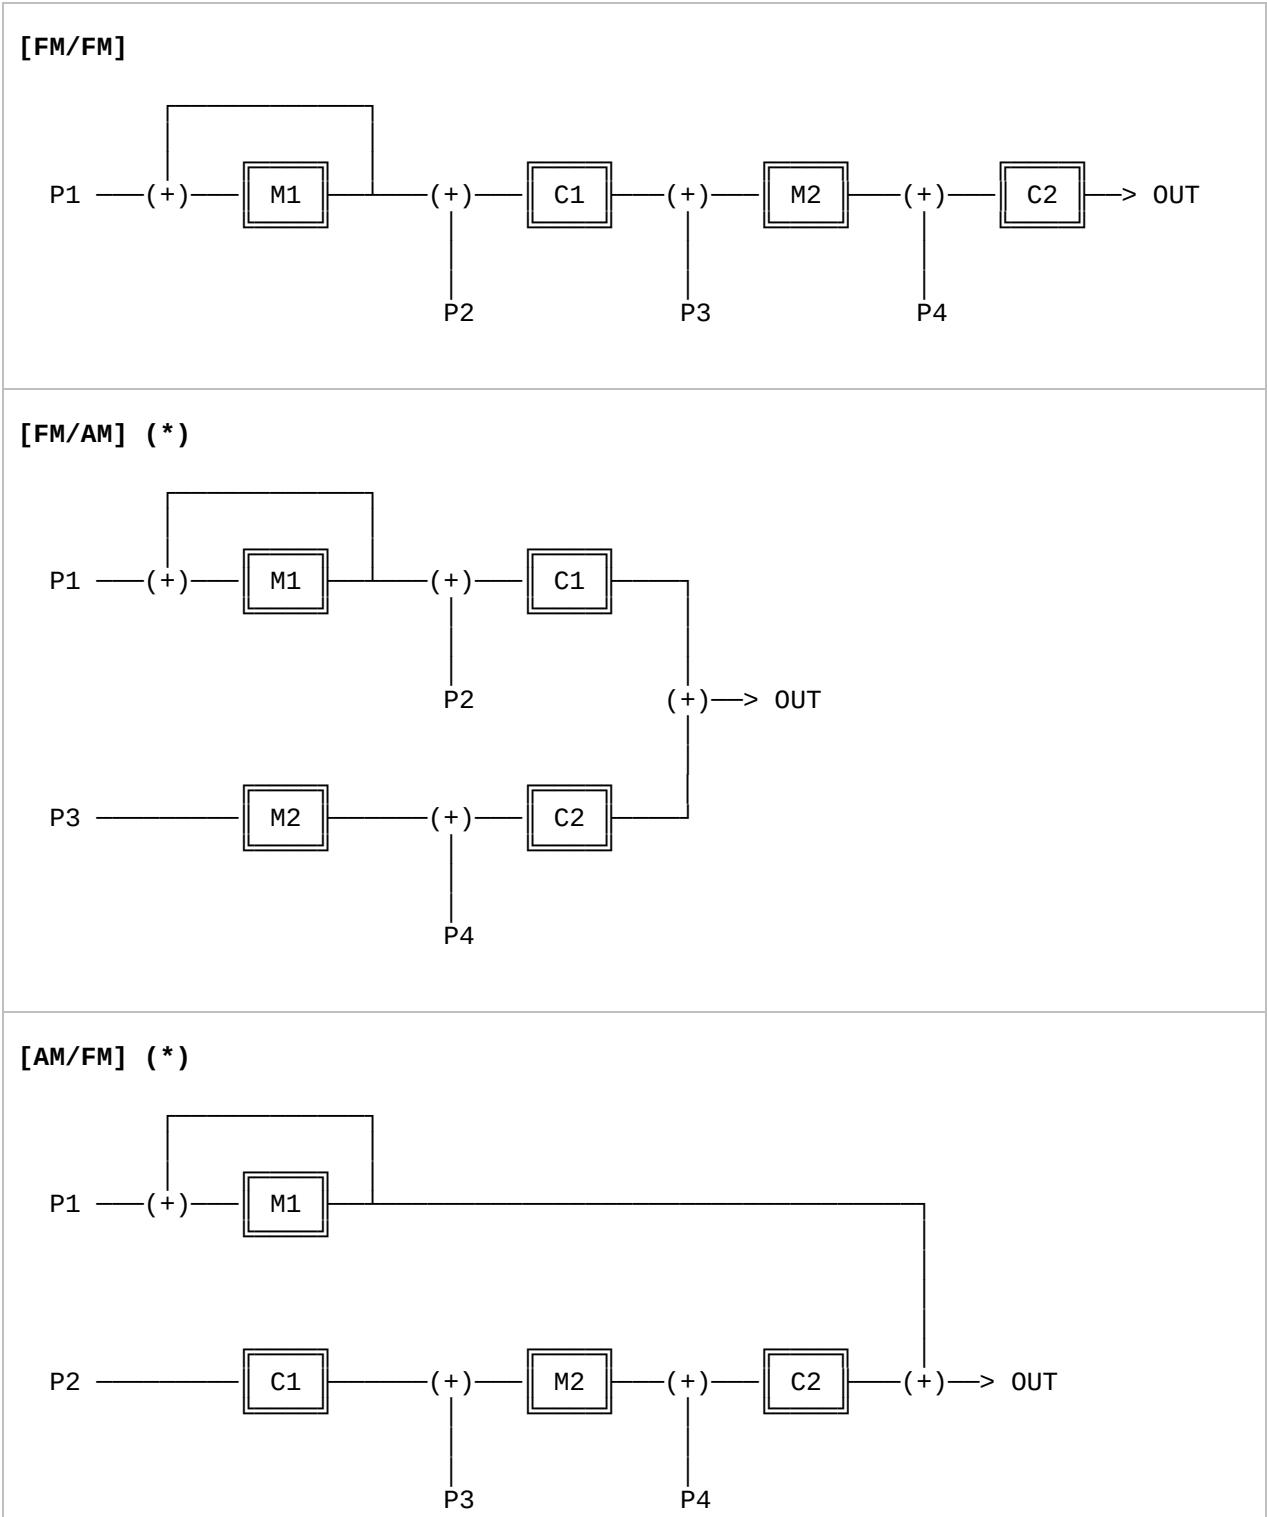 [FM/FM]
P1 (+) M1 (+) C1 (+) M2 (+) C2 > OUT
P2 P3 P4
[FM/AM] (*)
P1 (+) M1 (+) C1
P2 (+) > OUT
P3 M2 (+) C2
P4
[AM/FM] (*)
P1 (+) M1
P2 C1 (+) M2 (+) C2 (+) > OUT
P3 P4